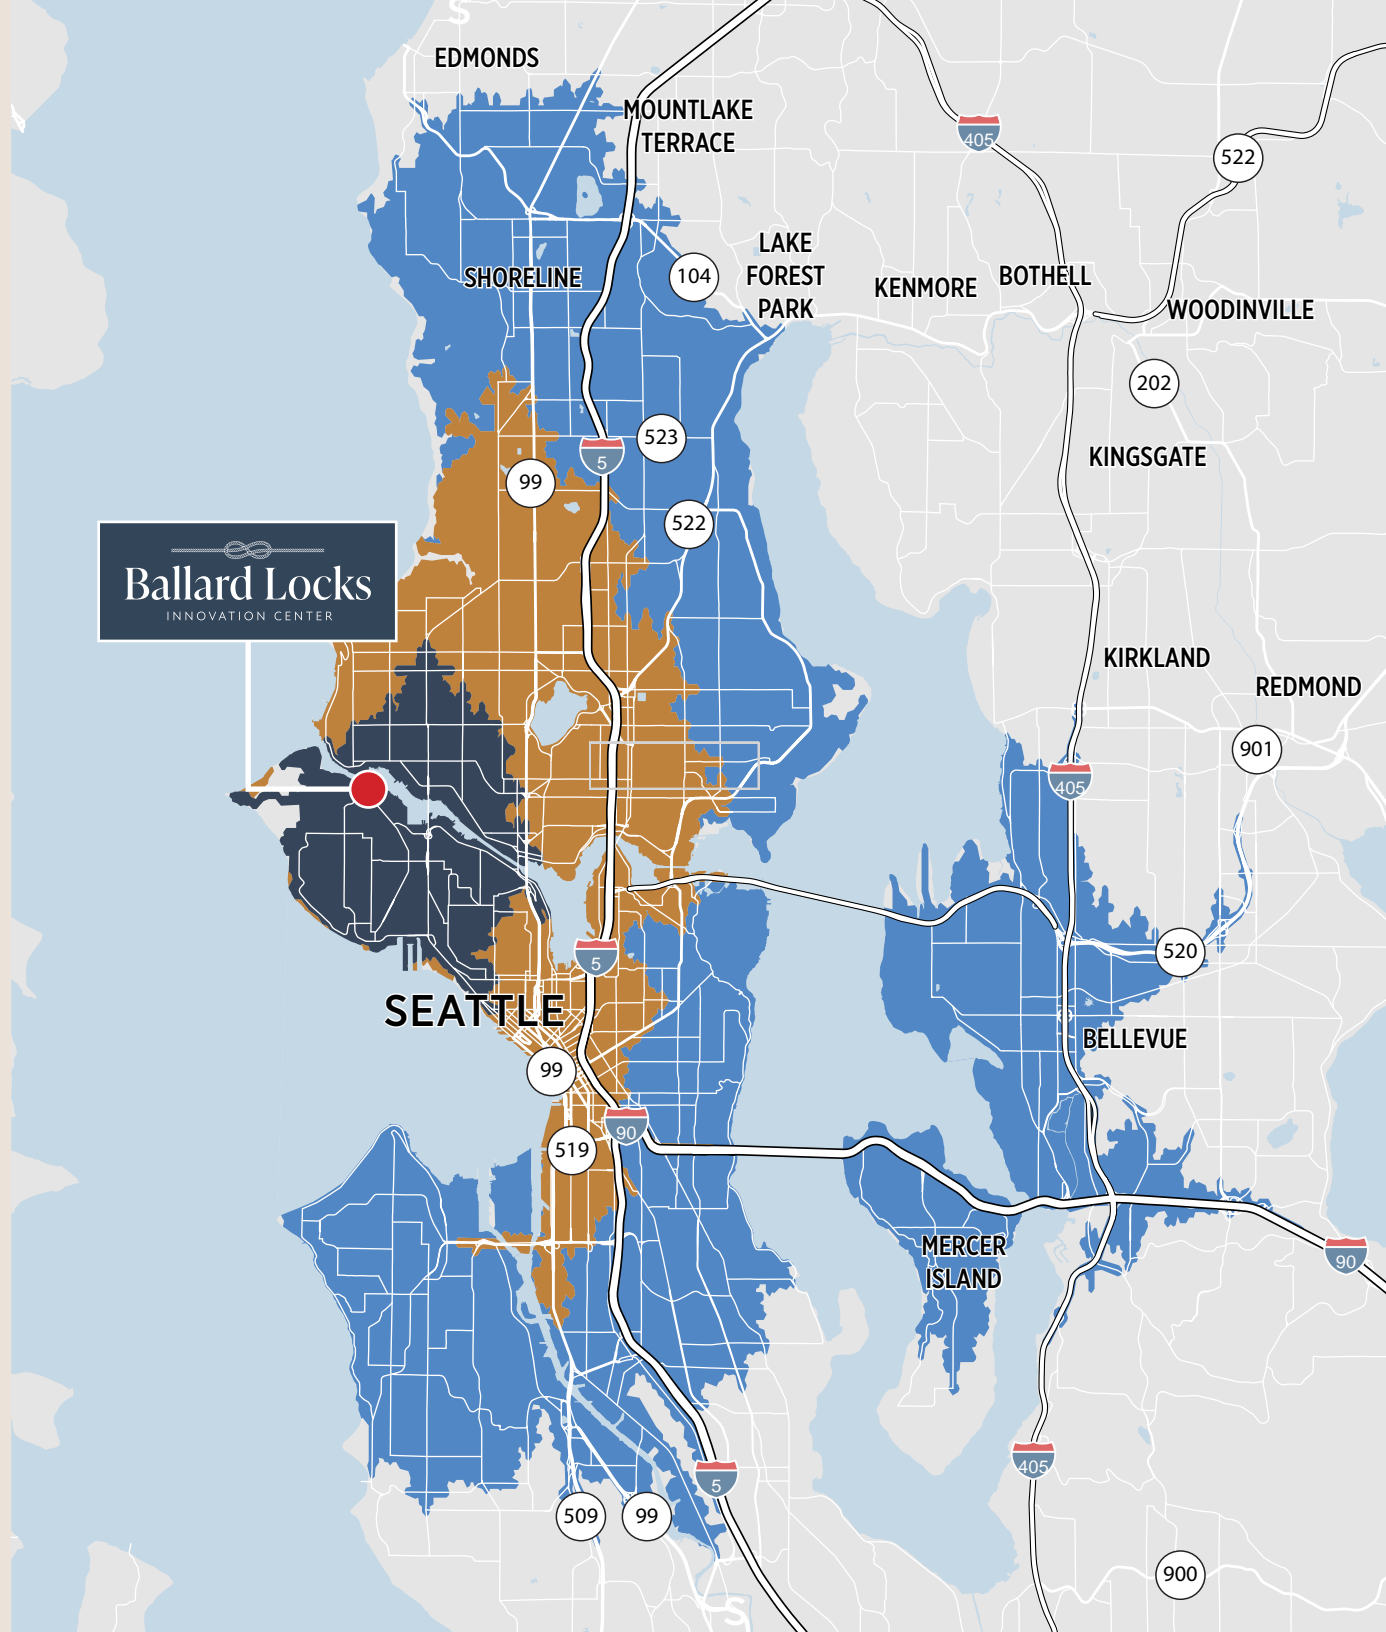 S
EDMONDS
MOUNTLAKE
TERRACE
405
522
LAKE
FOREST
PARK
SHORELINE
104
KENMORE
BOTHELL
WOODINVILLE
202
523
5
KINGSGATE
99
522
Ballard Locks
INNOVATION CENTER
KIRKLAND
REDMOND
901
405
520
5
SEATTLE
BELLEVUE
99
90
519
MERCER
ISLAND
90
405
5
509
99
900
S